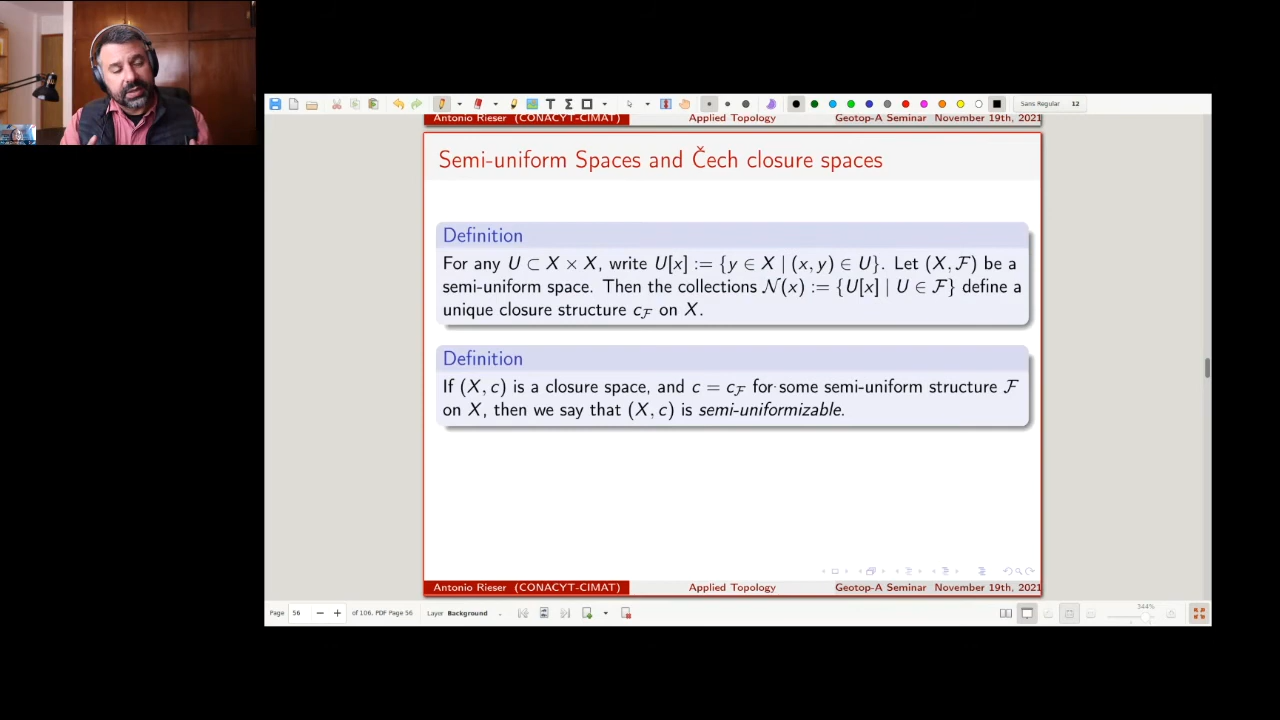 Sans Regular 12
Antonio Rieser (CONACYT-CIMAT) Applied Topology Geotop-A Seminar November 19th, 2021
Semi-uniform Spaces and Čech closure spaces
Definition
For any U ⊂ X × X, write U[x] := {y ∈ X | (x, y) ∈ U}. Let (X, ℱ) be a
semi-uniform space. Then the collections 𝒩(x) := {U[x] | U ∈ ℱ} define a
unique closure structure c_ℱ on X.
Definition
If (X, c) is a closure space, and c = c_ℱ for some semi-uniform structure ℱ
on X, then we say that (X, c) is semi-uniformizable.
Antonio Rieser (CONACYT-CIMAT) Applied Topology Geotop-A Seminar November 19th, 2021
Page 56 of 106, PDF Page 56 Layer Background 344%